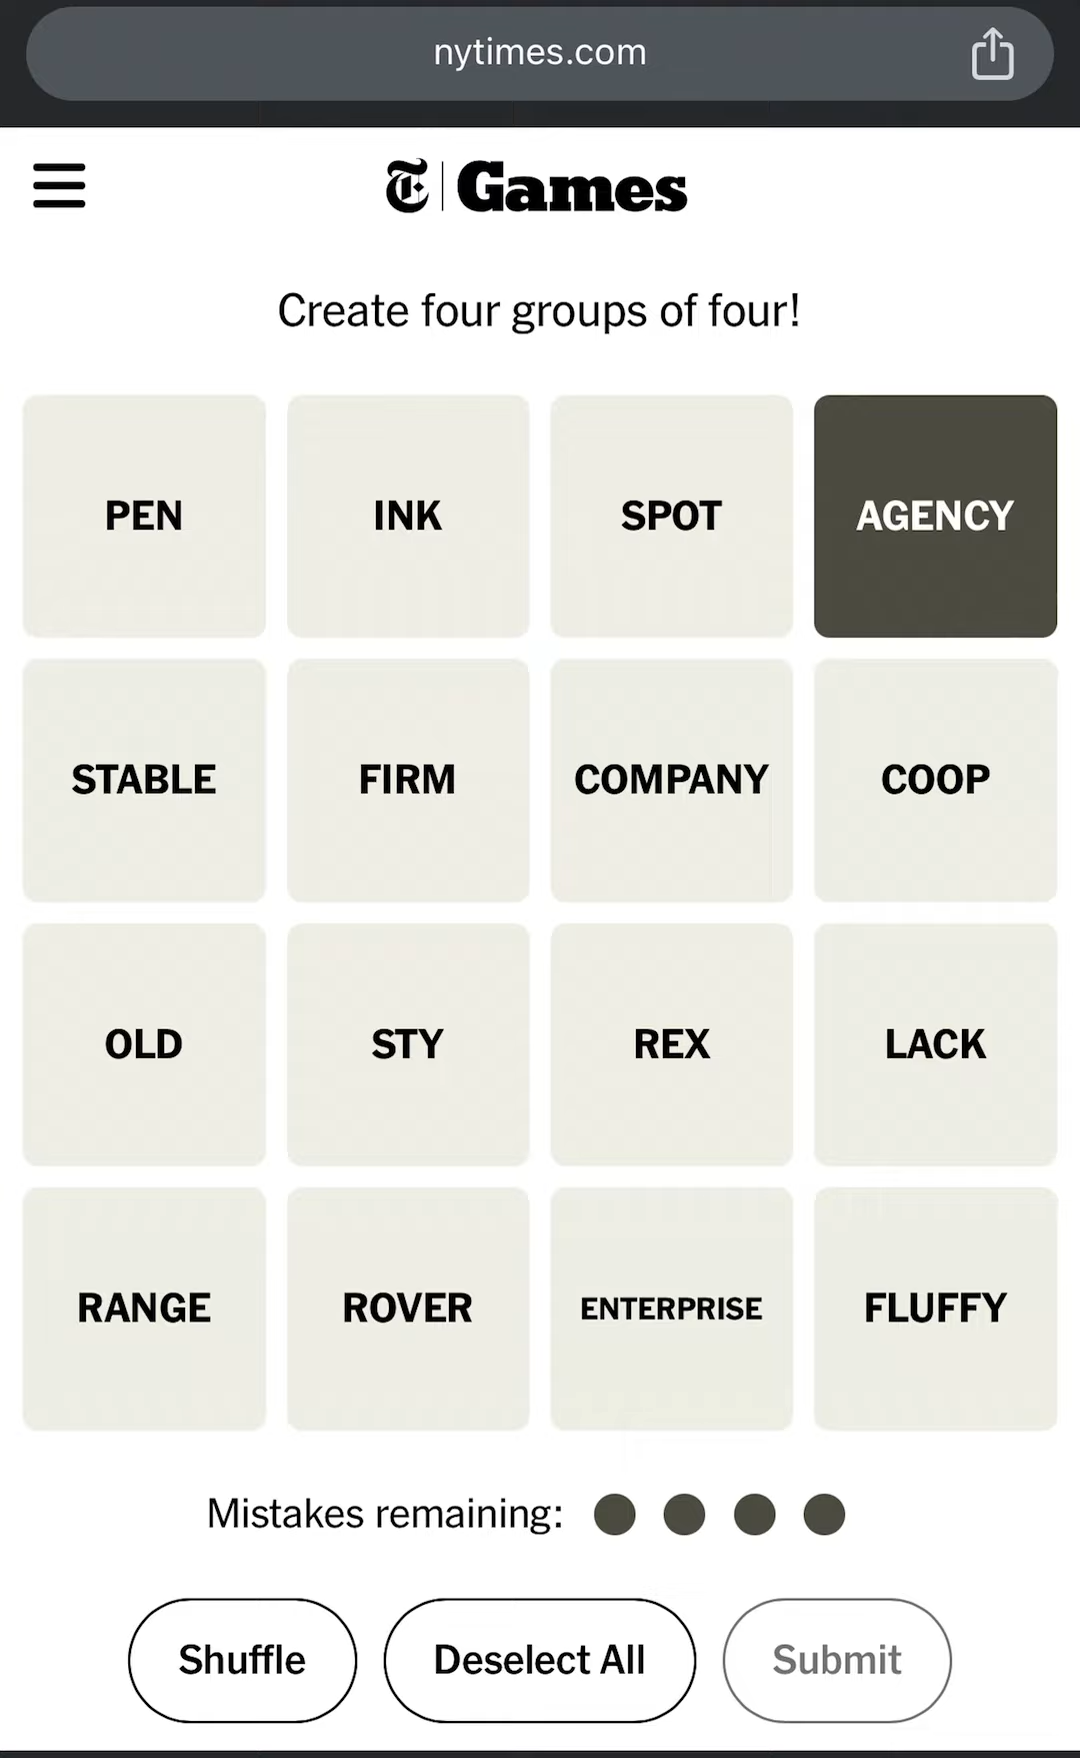 nytimes.com
T Games
Create four groups of four!
PEN INK SPOT AGENCY
STABLE FIRM COMPANY COOP
OLD STY REX LACK
RANGE ROVER ENTERPRISE FLUFFY
Mistakes remaining:
Shuffle Deselect All Submit